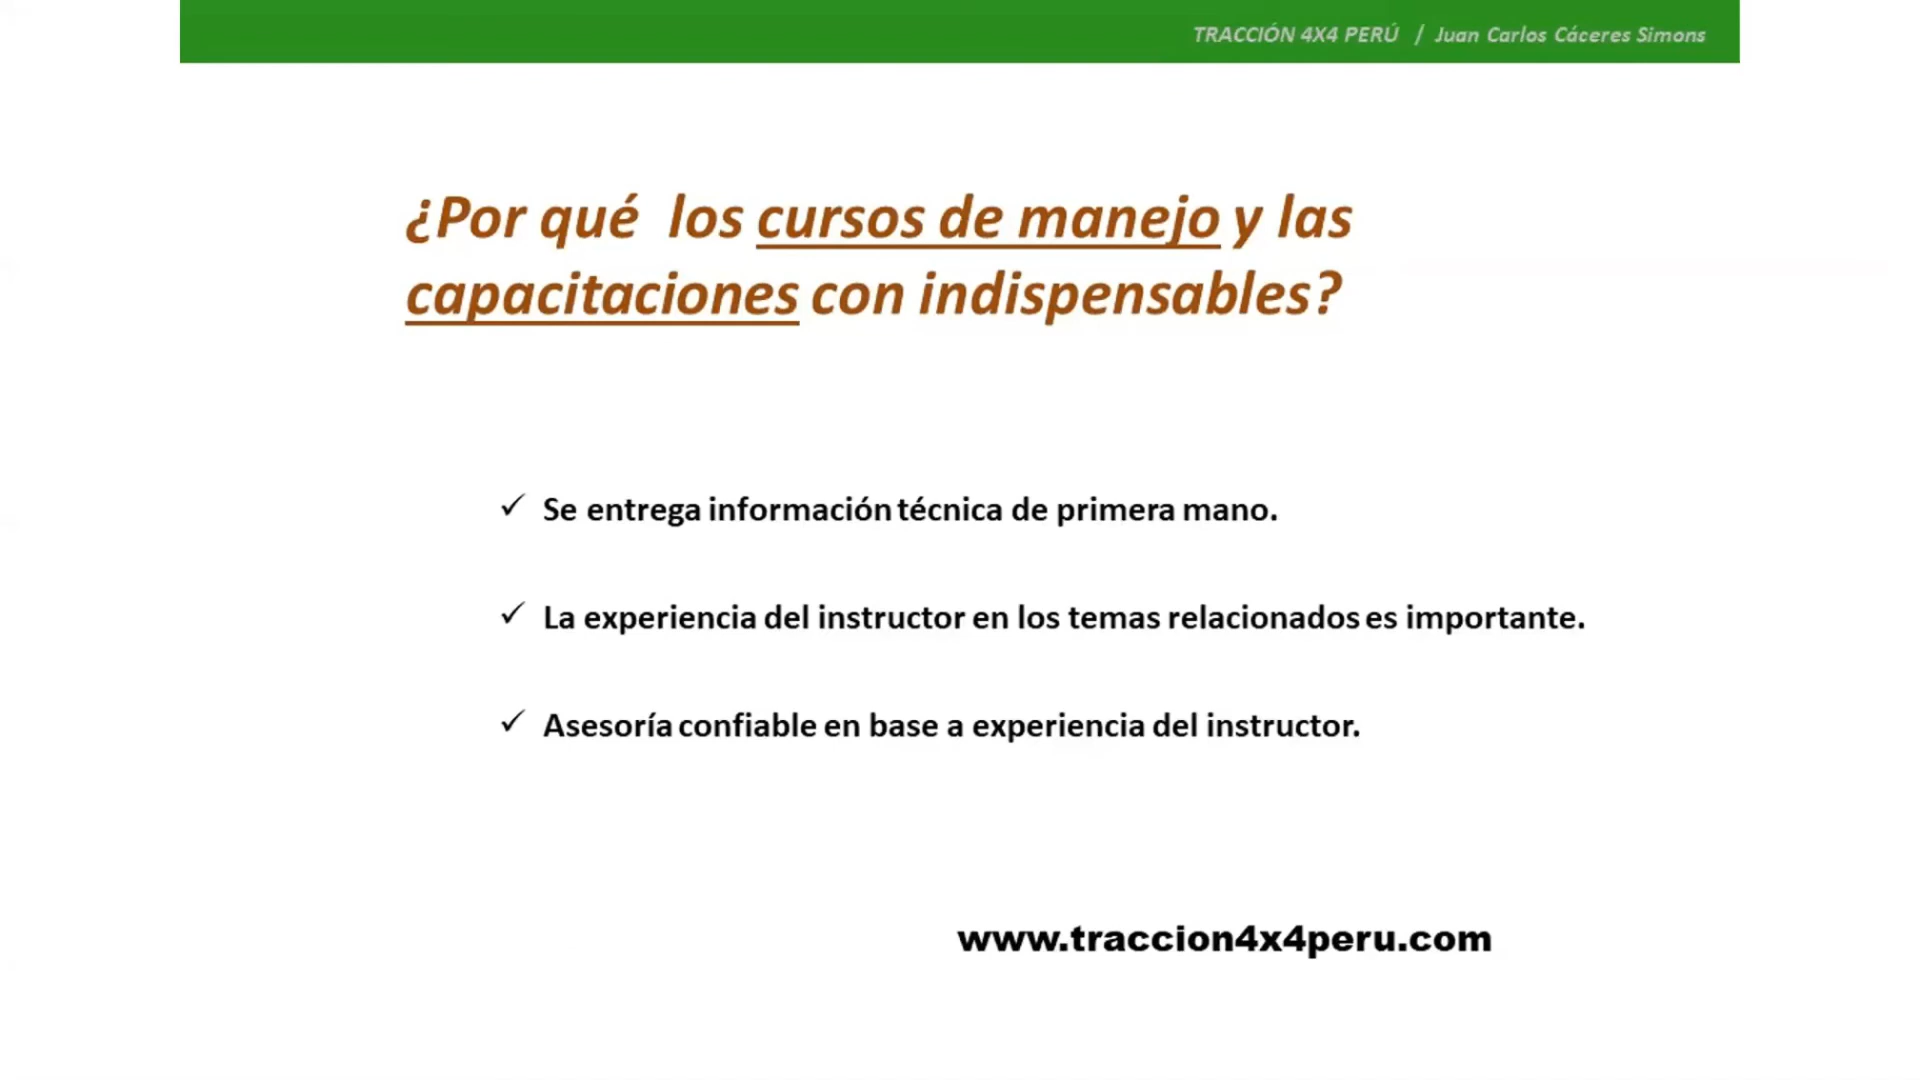 TRACCIÓN 4X4 PERÚ / Juan Carlos Cáceres Simons
¿Por qué los cursos de manejo y las
capacitaciones con indispensables?
✓ Se entrega información técnica de primera mano.
✓ La experiencia del instructor en los temas relacionados es importante.
✓ Asesoría confiable en base a experiencia del instructor.
www.traccion4x4peru.com